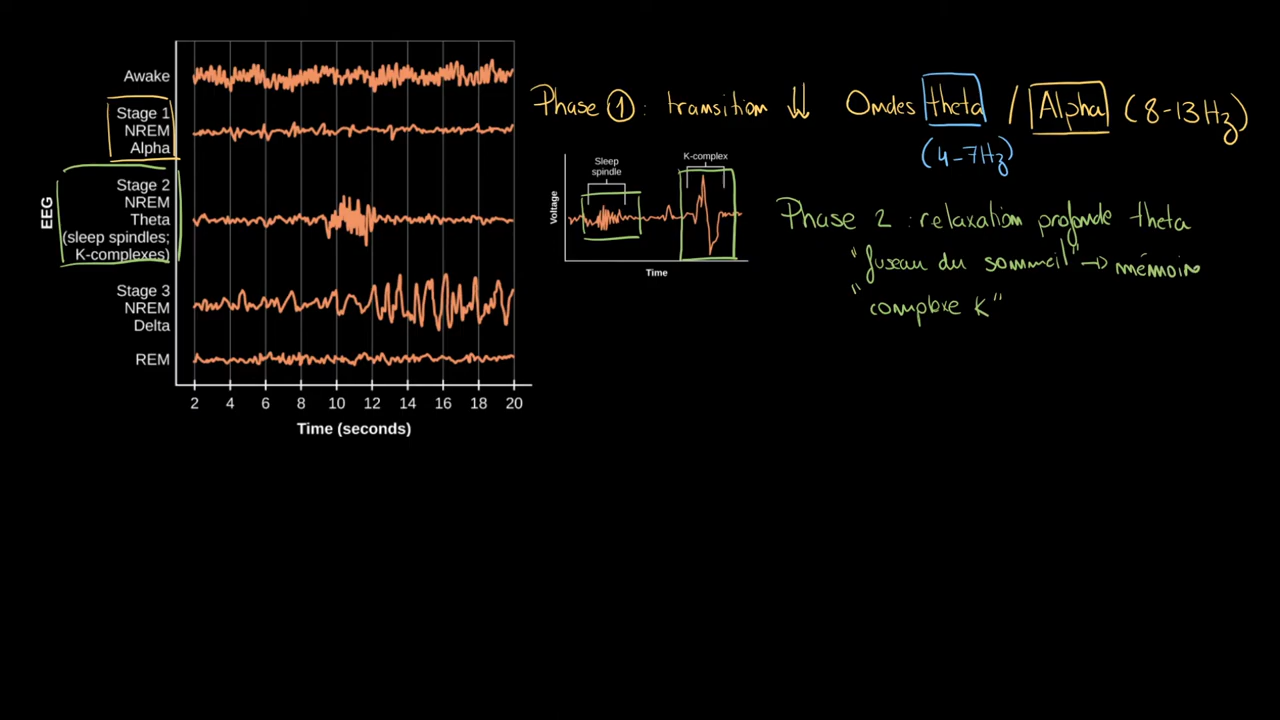 Awake
Stage 1
NREM
Alpha
Stage 2
NREM
Theta
(sleep spindles;
K-complexes)
Stage 3
NREM
Delta
REM
EEG
2 4 6 8 10 12 14 16 18 20
Time (seconds)
Phase 1 : transition ↓↓ Ondes theta / Alpha (8-13Hz)
(4-7Hz)
Sleep
spindle
K-complex
Voltage
Time
Phase 2 : relaxation profonde theta
"fuseau du sommeil" → mémoire
"complexe K"